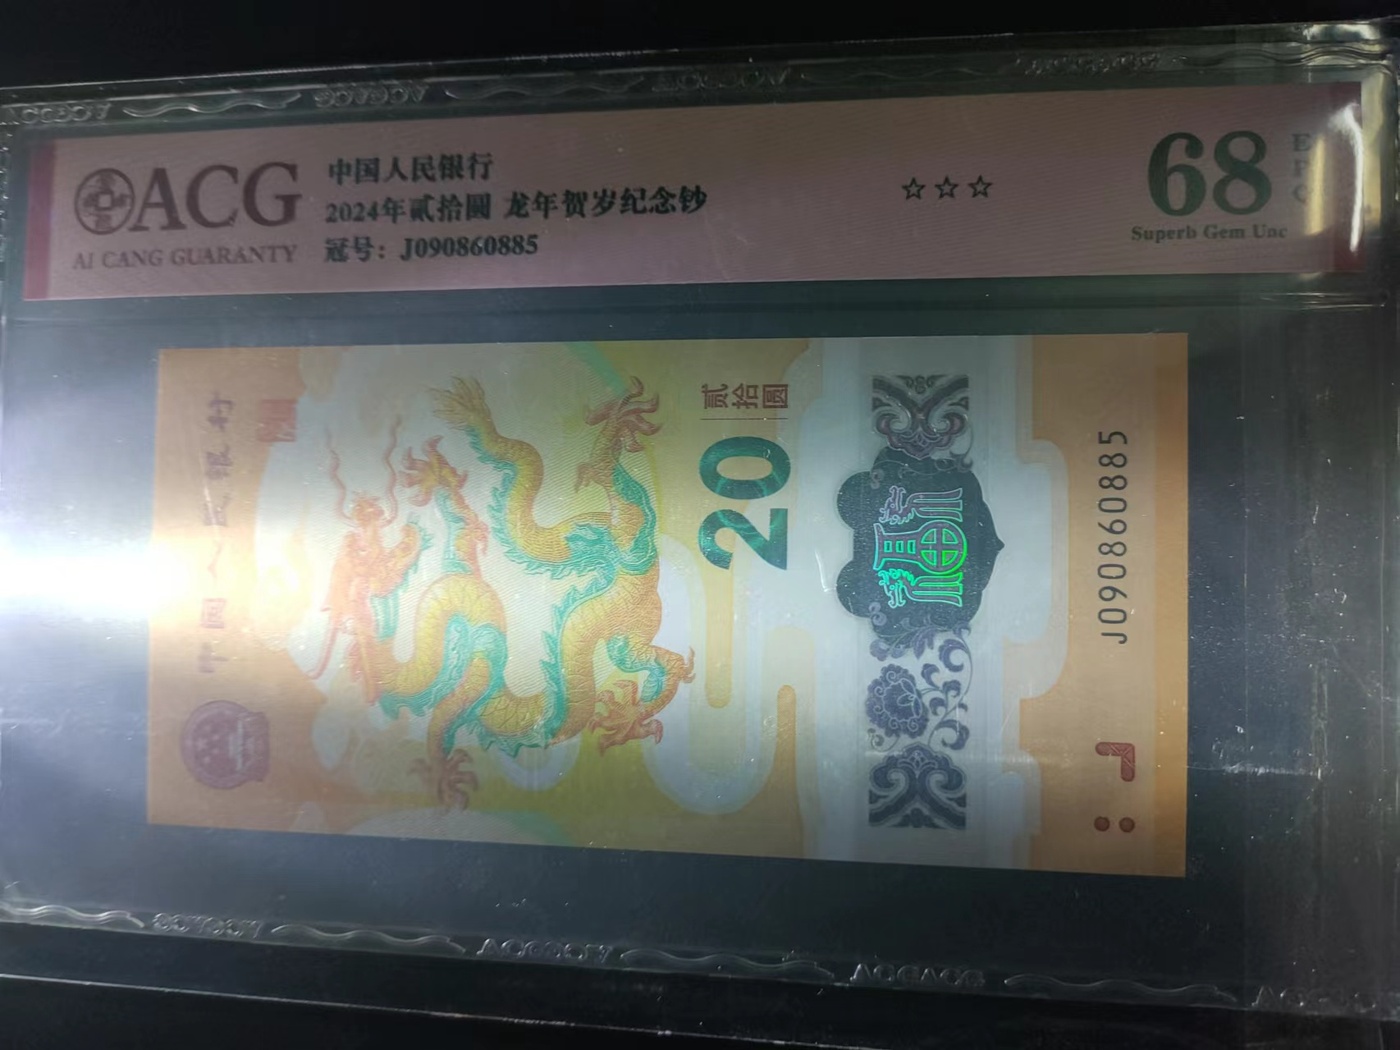 ACG
AI CANG GUARANTY
中国人民银行
2024年贰拾圆 龙年贺岁纪念钞
冠号: J090860885
☆☆☆
68
EPQ
Superb Gem Unc
中国人民银行
20
贰拾圆
福
J090860885